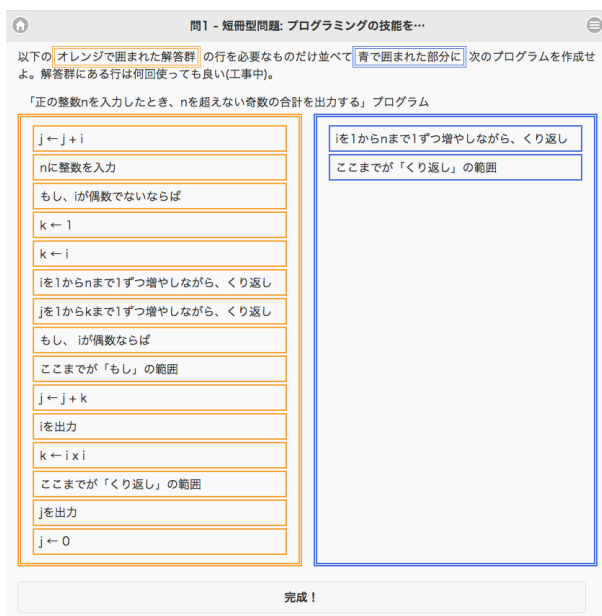 問1 - 短冊型問題: プログラミングの技能を…
以下の オレンジで囲まれた解答群 の行を必要なものだけ並べて 青で囲まれた部分に 次のプログラムを作成せ
よ。解答群にある行は何回使っても良い(工事中)。
「正の整数nを入力したとき、nを超えない奇数の合計を出力する」プログラム
j ← j + i
nに整数を入力
もし、iが偶数でないならば
k ← 1
k ← i
iを1からnまで1ずつ増やしながら、くり返し
jを1からkまで1ずつ増やしながら、くり返し
もし、 iが偶数ならば
ここまでが「もし」の範囲
j ← j + k
iを出力
k ← i x i
ここまでが「くり返し」の範囲
jを出力
j ← 0
iを1からnまで1ずつ増やしながら、くり返し
ここまでが「くり返し」の範囲
完成！